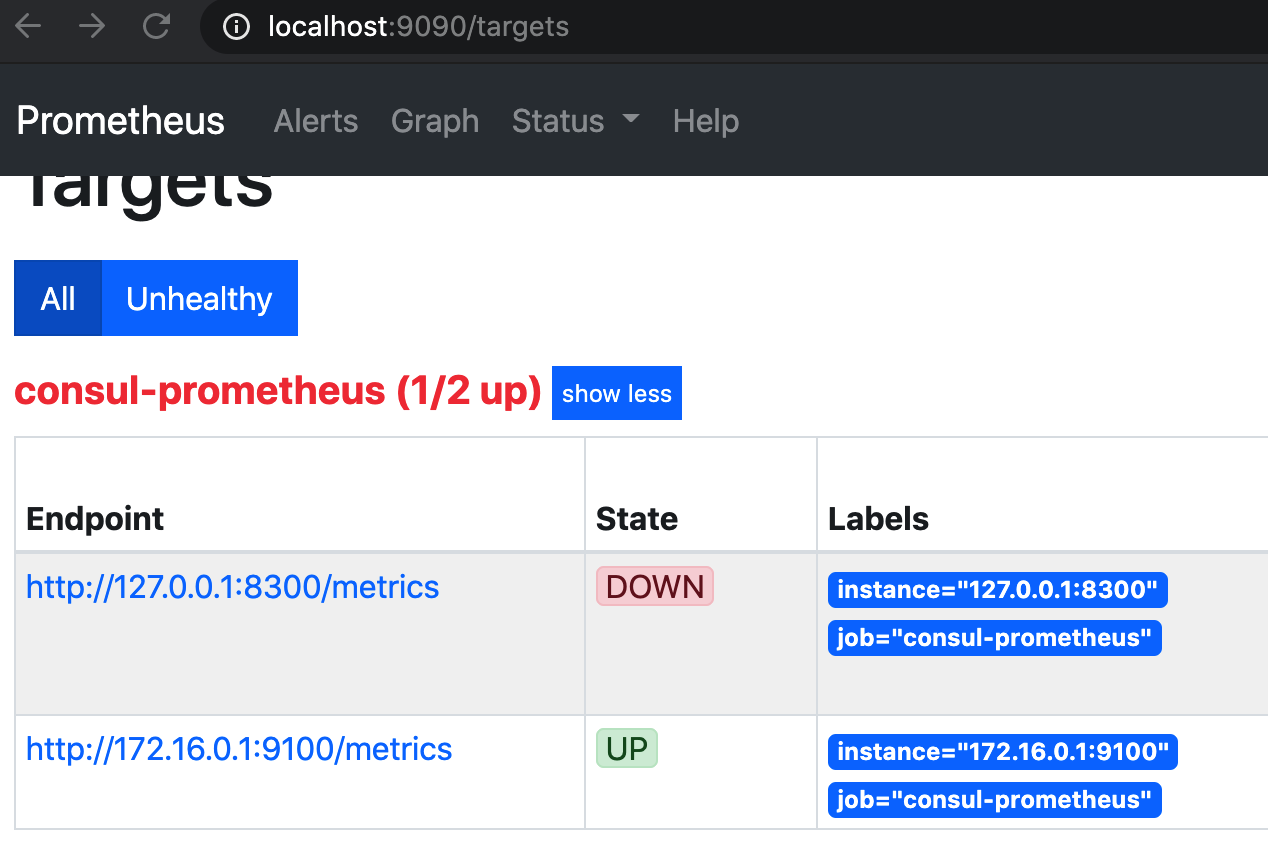 localhost:9090/targets
Prometheus Alerts Graph Status Help
Targets
All Unhealthy
consul-prometheus (1/2 up) show less
Endpoint State Labels
http://127.0.0.1:8300/metrics DOWN instance="127.0.0.1:8300"
job="consul-prometheus"
http://172.16.0.1:9100/metrics UP instance="172.16.0.1:9100"
job="consul-prometheus"